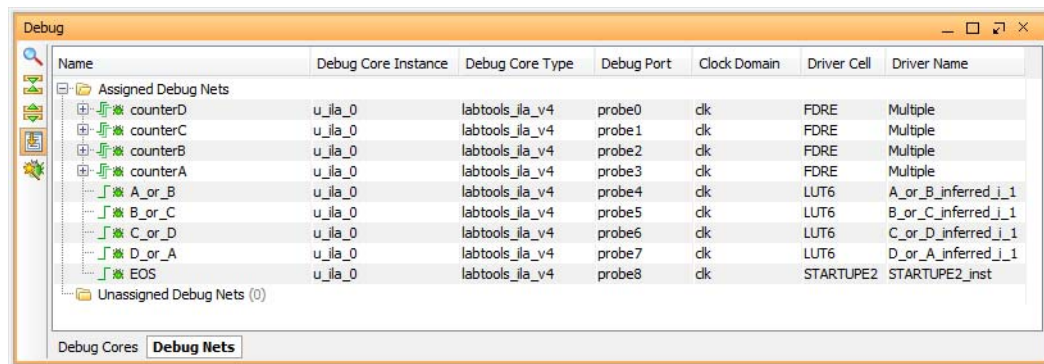 Debug
Name Debug Core Instance Debug Core Type Debug Port Clock Domain Driver Cell Driver Name
Assigned Debug Nets
counterD u_ila_0 labtools_ila_v4 probe0 clk FDRE Multiple
counterC u_ila_0 labtools_ila_v4 probe1 clk FDRE Multiple
counterB u_ila_0 labtools_ila_v4 probe2 clk FDRE Multiple
counterA u_ila_0 labtools_ila_v4 probe3 clk FDRE Multiple
A_or_B u_ila_0 labtools_ila_v4 probe4 clk LUT6 A_or_B_inferred_i_1
B_or_C u_ila_0 labtools_ila_v4 probe5 clk LUT6 B_or_C_inferred_i_1
C_or_D u_ila_0 labtools_ila_v4 probe6 clk LUT6 C_or_D_inferred_i_1
D_or_A u_ila_0 labtools_ila_v4 probe7 clk LUT6 D_or_A_inferred_i_1
EOS u_ila_0 labtools_ila_v4 probe8 clk STARTUPE2 STARTUPE2_inst
Unassigned Debug Nets (0)
Debug Cores Debug Nets